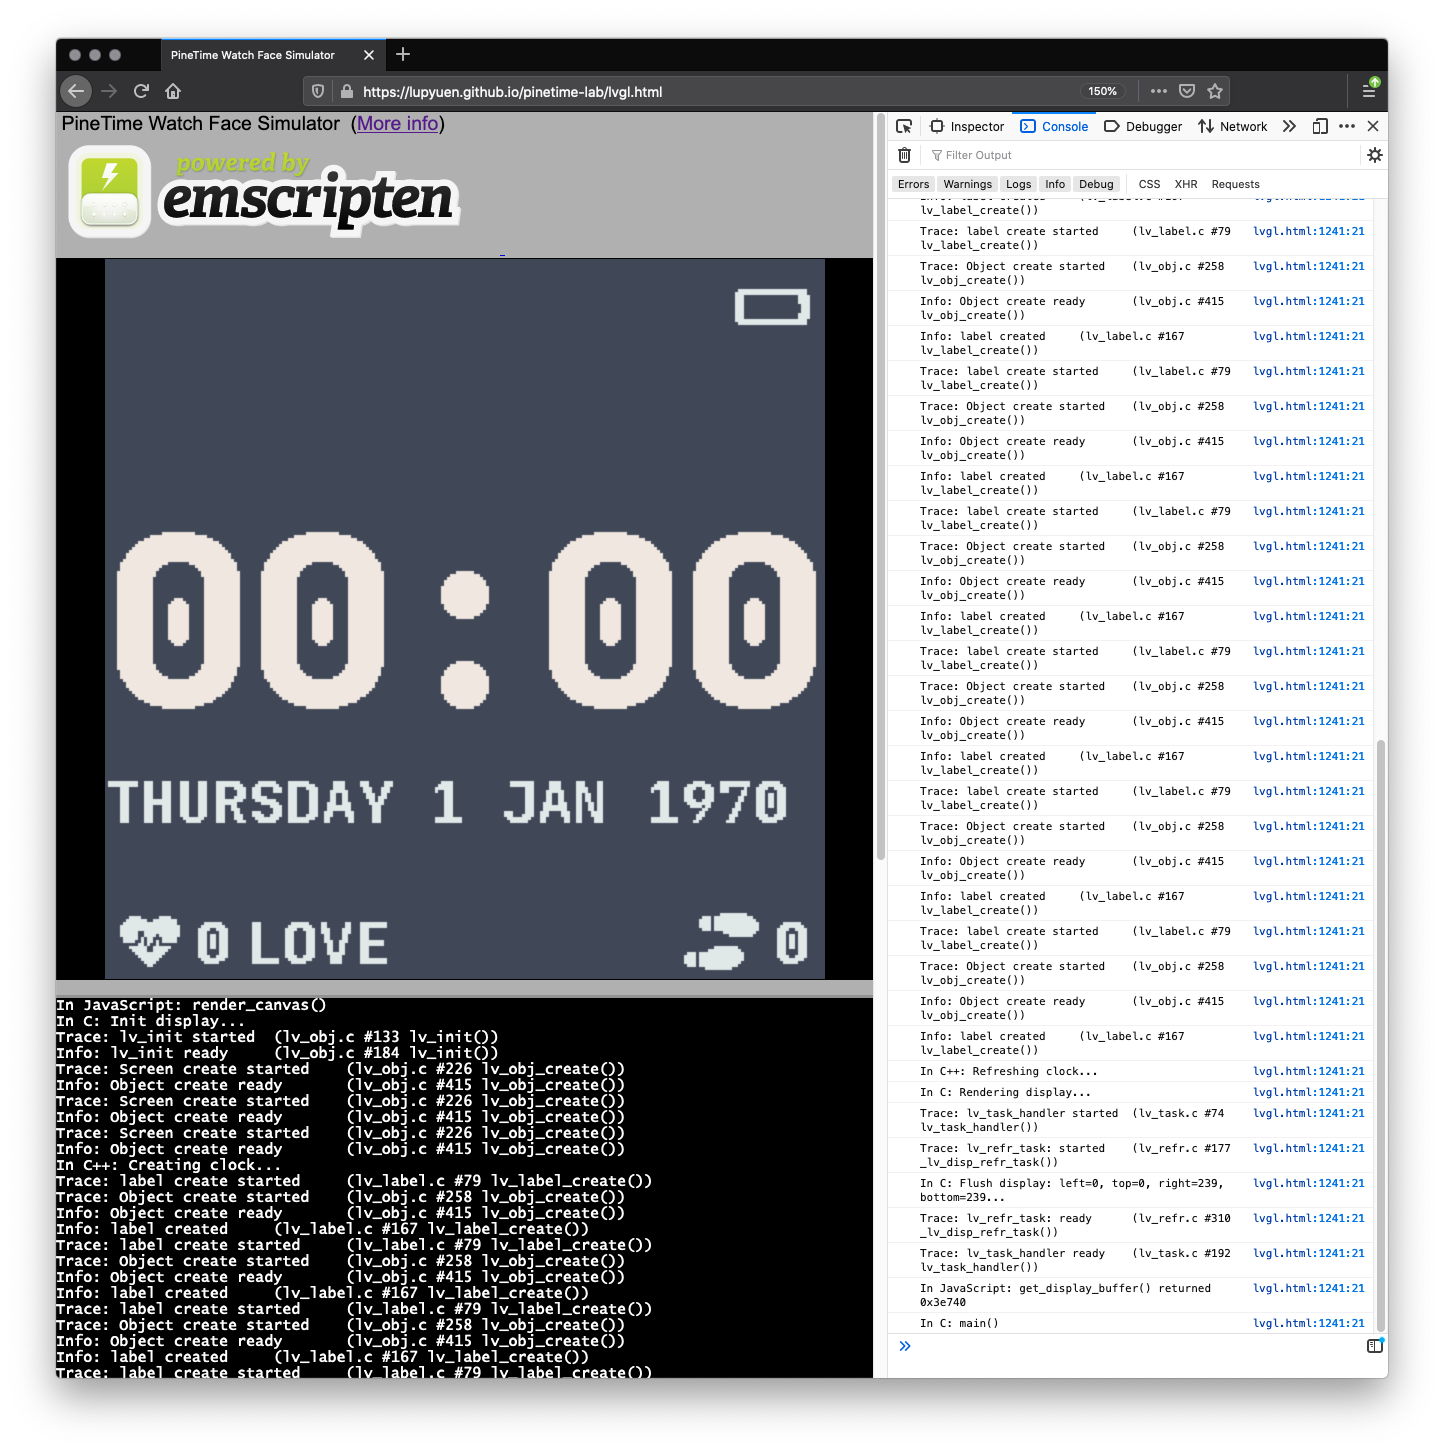 PineTime Watch Face Simulator
https://lupyuen.github.io/pinetime-lab/lvgl.html
150%
PineTime Watch Face Simulator (More info)
powered by
emscripten
00:00
THURSDAY 1 JAN 1970
0 LOVE
0
In JavaScript: render_canvas()
In C: Init display...
Trace: lv_init started (lv_obj.c #133 lv_init())
Info: lv_init ready (lv_obj.c #184 lv_init())
Trace: Screen create started (lv_obj.c #226 lv_obj_create())
Info: Object create ready (lv_obj.c #415 lv_obj_create())
Trace: Screen create started (lv_obj.c #226 lv_obj_create())
Info: Object create ready (lv_obj.c #415 lv_obj_create())
Trace: Screen create started (lv_obj.c #226 lv_obj_create())
Info: Object create ready (lv_obj.c #415 lv_obj_create())
In C++: Creating clock...
Trace: label create started (lv_label.c #79 lv_label_create())
Trace: Object create started (lv_obj.c #258 lv_obj_create())
Info: Object create ready (lv_obj.c #415 lv_obj_create())
Info: label created (lv_label.c #167 lv_label_create())
Trace: label create started (lv_label.c #79 lv_label_create())
Trace: Object create started (lv_obj.c #258 lv_obj_create())
Info: Object create ready (lv_obj.c #415 lv_obj_create())
Info: label created (lv_label.c #167 lv_label_create())
Trace: label create started (lv_label.c #79 lv_label_create())
Trace: Object create started (lv_obj.c #258 lv_obj_create())
Info: Object create ready (lv_obj.c #415 lv_obj_create())
Info: label created (lv_label.c #167 lv_label_create())
Trace: label create started (lv_label.c #79 lv_label_create())
Inspector Console Debugger Network
Filter Output
Errors Warnings Logs Info Debug CSS XHR Requests
Info: label created (lv_label.c #167 lvgl.html:1241:21
lv_label_create())
Trace: label create started (lv_label.c #79 lvgl.html:1241:21
lv_label_create())
Trace: Object create started (lv_obj.c #258 lvgl.html:1241:21
lv_obj_create())
Info: Object create ready (lv_obj.c #415 lvgl.html:1241:21
lv_obj_create())
Info: label created (lv_label.c #167 lvgl.html:1241:21
lv_label_create())
Trace: label create started (lv_label.c #79 lvgl.html:1241:21
lv_label_create())
Trace: Object create started (lv_obj.c #258 lvgl.html:1241:21
lv_obj_create())
Info: Object create ready (lv_obj.c #415 lvgl.html:1241:21
lv_obj_create())
Info: label created (lv_label.c #167 lvgl.html:1241:21
lv_label_create())
Trace: label create started (lv_label.c #79 lvgl.html:1241:21
lv_label_create())
Trace: Object create started (lv_obj.c #258 lvgl.html:1241:21
lv_obj_create())
Info: Object create ready (lv_obj.c #415 lvgl.html:1241:21
lv_obj_create())
Info: label created (lv_label.c #167 lvgl.html:1241:21
lv_label_create())
Trace: label create started (lv_label.c #79 lvgl.html:1241:21
lv_label_create())
Trace: Object create started (lv_obj.c #258 lvgl.html:1241:21
lv_obj_create())
Info: Object create ready (lv_obj.c #415 lvgl.html:1241:21
lv_obj_create())
Info: label created (lv_label.c #167 lvgl.html:1241:21
lv_label_create())
Trace: label create started (lv_label.c #79 lvgl.html:1241:21
lv_label_create())
Trace: Object create started (lv_obj.c #258 lvgl.html:1241:21
lv_obj_create())
Info: Object create ready (lv_obj.c #415 lvgl.html:1241:21
lv_obj_create())
Info: label created (lv_label.c #167 lvgl.html:1241:21
lv_label_create())
Trace: label create started (lv_label.c #79 lvgl.html:1241:21
lv_label_create())
Trace: Object create started (lv_obj.c #258 lvgl.html:1241:21
lv_obj_create())
Info: Object create ready (lv_obj.c #415 lvgl.html:1241:21
lv_obj_create())
Info: label created (lv_label.c #167 lvgl.html:1241:21
lv_label_create())
In C++: Refreshing clock... lvgl.html:1241:21
In C: Rendering display... lvgl.html:1241:21
Trace: lv_task_handler started (lv_task.c #74 lvgl.html:1241:21
lv_task_handler())
Trace: lv_refr_task: started (lv_refr.c #177 lvgl.html:1241:21
_lv_disp_refr_task())
In C: Flush display: left=0, top=0, right=239, lvgl.html:1241:21
bottom=239...
Trace: lv_refr_task: ready (lv_refr.c #310 lvgl.html:1241:21
_lv_disp_refr_task())
Trace: lv_task_handler ready (lv_task.c #192 lvgl.html:1241:21
lv_task_handler())
In JavaScript: get_display_buffer() returned lvgl.html:1241:21
0x3e740
In C: main() lvgl.html:1241:21